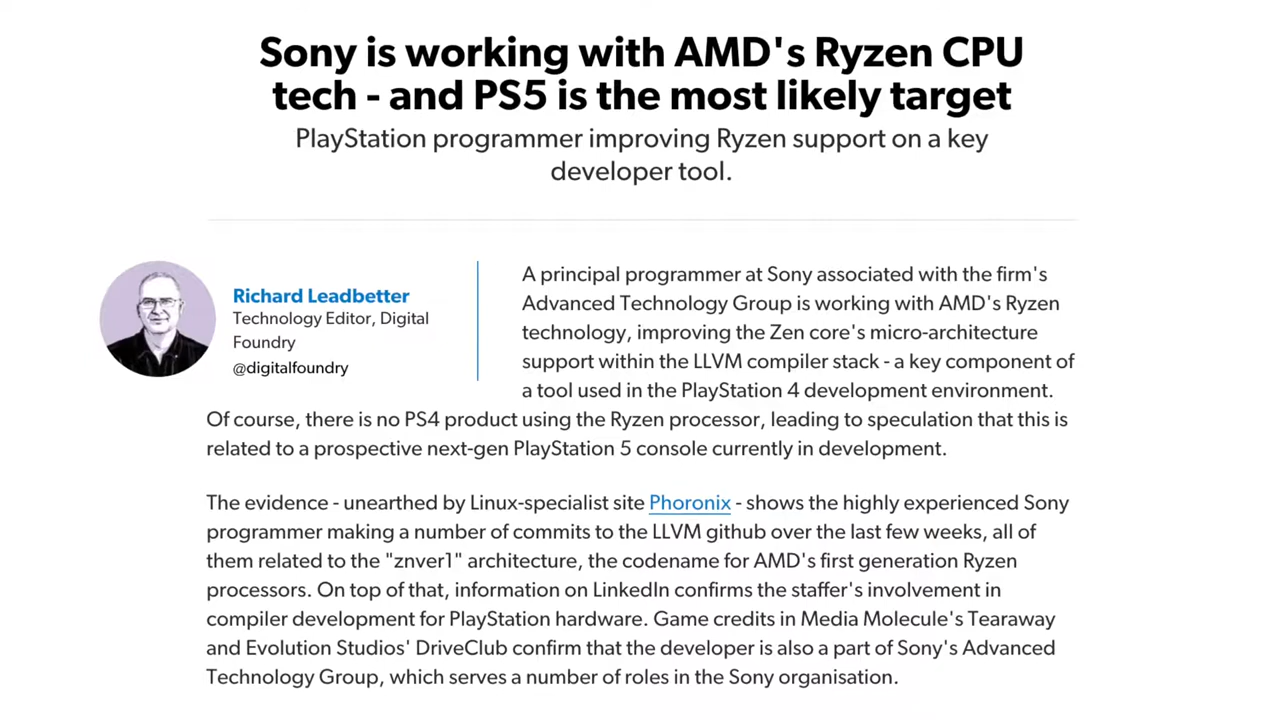 Sony is working with AMD's Ryzen CPU
tech - and PS5 is the most likely target
PlayStation programmer improving Ryzen support on a key
developer tool.
Richard Leadbetter
Technology Editor, Digital
Foundry
@digitalfoundry
A principal programmer at Sony associated with the firm's
Advanced Technology Group is working with AMD's Ryzen
technology, improving the Zen core's micro-architecture
support within the LLVM compiler stack - a key component of
a tool used in the PlayStation 4 development environment.
Of course, there is no PS4 product using the Ryzen processor, leading to speculation that this is
related to a prospective next-gen PlayStation 5 console currently in development.
The evidence - unearthed by Linux-specialist site Phoronix - shows the highly experienced Sony
programmer making a number of commits to the LLVM github over the last few weeks, all of
them related to the "znver1" architecture, the codename for AMD's first generation Ryzen
processors. On top of that, information on LinkedIn confirms the staffer's involvement in
compiler development for PlayStation hardware. Game credits in Media Molecule's Tearaway
and Evolution Studios' DriveClub confirm that the developer is also a part of Sony's Advanced
Technology Group, which serves a number of roles in the Sony organisation.